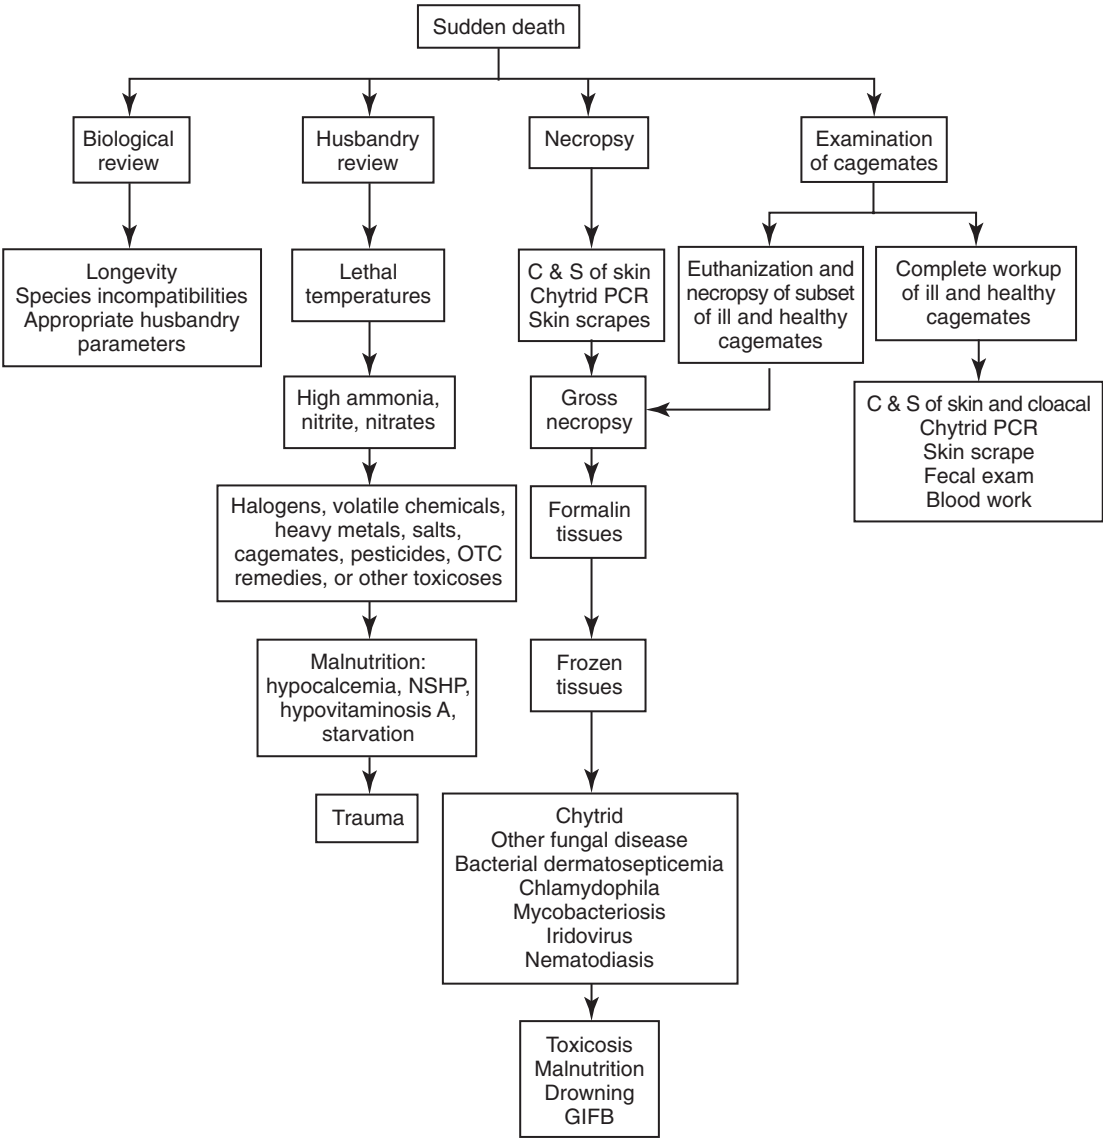 Sudden death
Biological
review
Husbandry
review
Necropsy
Examination
of cagemates
Longevity
Species incompatibilities
Appropriate husbandry
parameters
Lethal
temperatures
C & S of skin
Chytrid PCR
Skin scrapes
Euthanization and
necropsy of subset
of ill and healthy
cagemates
Complete workup
of ill and healthy
cagemates
High ammonia,
nitrite, nitrates
Gross
necropsy
C & S of skin and cloacal
Chytrid PCR
Skin scrape
Fecal exam
Blood work
Halogens, volatile chemicals,
heavy metals, salts,
cagemates, pesticides, OTC
remedies, or other toxicoses
Formalin
tissues
Malnutrition:
hypocalcemia, NSHP,
hypovitaminosis A,
starvation
Frozen
tissues
Trauma
Chytrid
Other fungal disease
Bacterial dermatosepticemia
Chlamydophila
Mycobacteriosis
Iridovirus
Nematodiasis
Toxicosis
Malnutrition
Drowning
GIFB